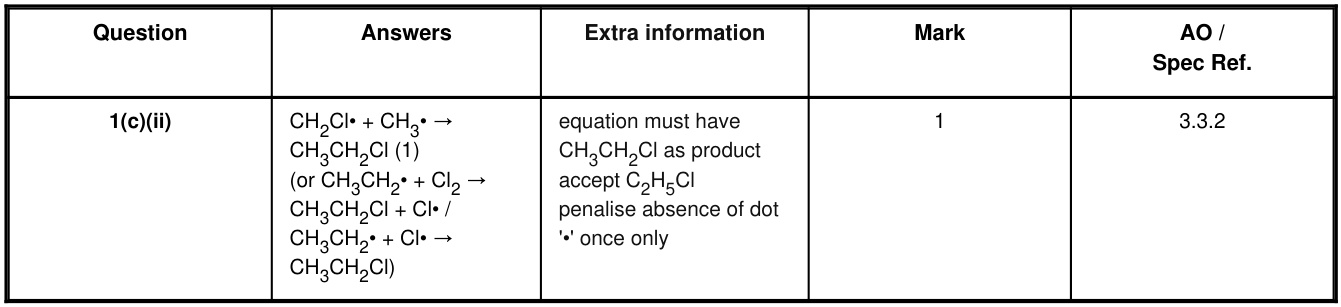 Question Answers Extra information Mark AO /
Spec Ref.
1(c)(ii) CH₂Cl• + CH₃• → equation must have 1 3.3.2
CH₃CH₂Cl (1) CH₃CH₂Cl as product
(or CH₃CH₂• + Cl₂ → accept C₂H₅Cl
CH₃CH₂Cl + Cl• / penalise absence of dot
CH₃CH₂• + Cl• → '•' once only
CH₃CH₂Cl)